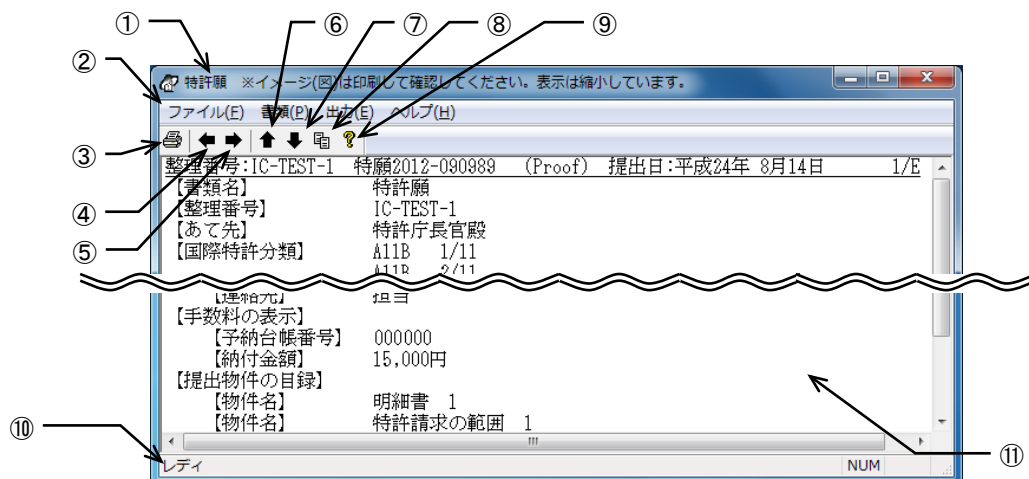 ① ⑥ ⑦ ⑧ ⑨
②
特許願　※イメージ(図)は印刷して確認してください。表示は縮小しています。
ファイル(F)　書類(P)　出力(E)　ヘルプ(H)
③
整理番号:IC-TEST-1　特願2012-090989　(Proof)　提出日:平成24年 8月14日　1/E
【書類名】　特許願
【整理番号】　IC-TEST-1
④
【あて先】　特許庁長官殿
⑤
【国際特許分類】　A11B　1/11
A11B　2/11
【連絡先】　担当
【手数料の表示】
【予納台帳番号】　000000
【納付金額】　15,000円
【提出物件の目録】
【物件名】　明細書　1
【物件名】　特許請求の範囲　1
⑩
⑪
レディ　NUM